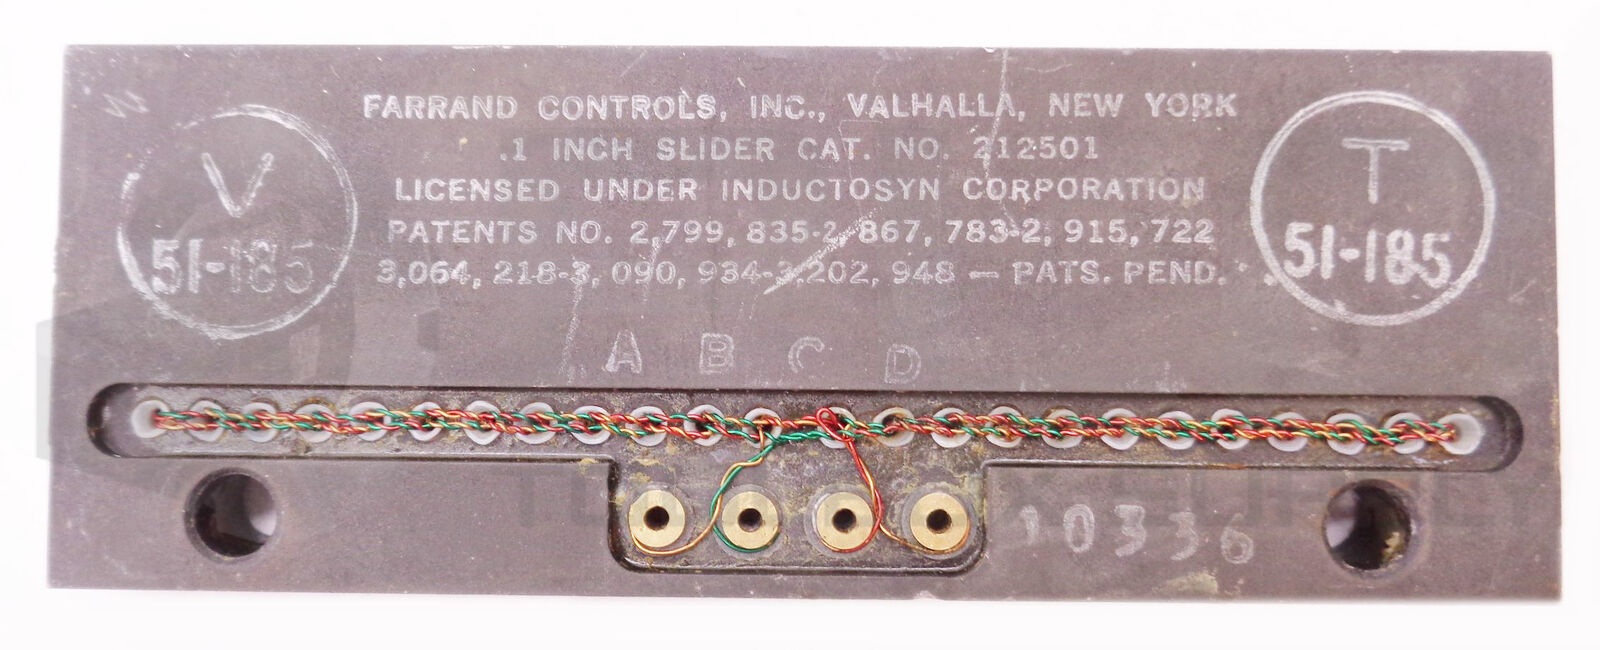 FARRAND CONTROLS, INC., VALHALLA, NEW YORK
.1 INCH SLIDER CAT. NO. 212501
LICENSED UNDER INDUCTOSYN CORPORATION
PATENTS NO. 2,799, 835-2, 867, 783-2, 915, 722
3,064, 218-3, 090, 934-3,202, 948 — PATS. PEND.
V
51-185
T
51-185
A B C D
10336